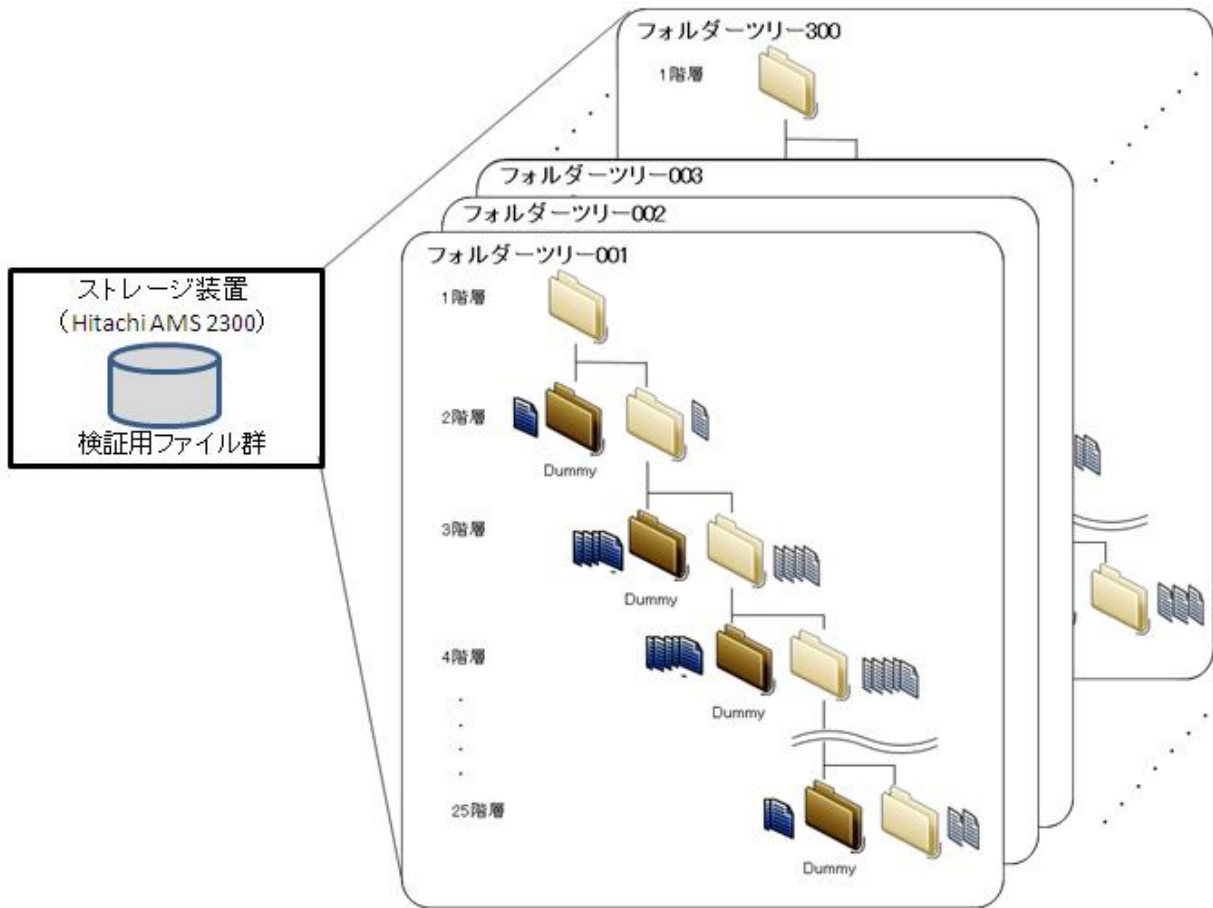 フォルダーツリー300
1階層
フォルダーツリー003
フォルダーツリー002
フォルダーツリー001
1階層
2階層
Dummy
3階層
Dummy
4階層
Dummy
25階層
Dummy
ストレージ装置
(Hitachi AMS 2300)
検証用ファイル群